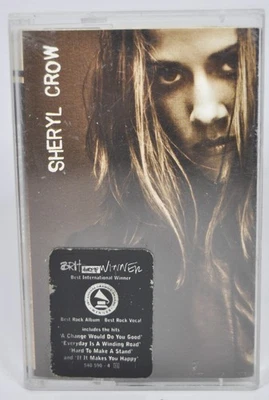 SHERYL CROW
BRIT WINNER
Best International Winner
Best Rock Album Best Rock Vocal
includes the hits
'A Change Would Do You Good'
'Everyday Is A Winding Road'
'Hard To Make A Stand'
and 'If It Makes You Happy'